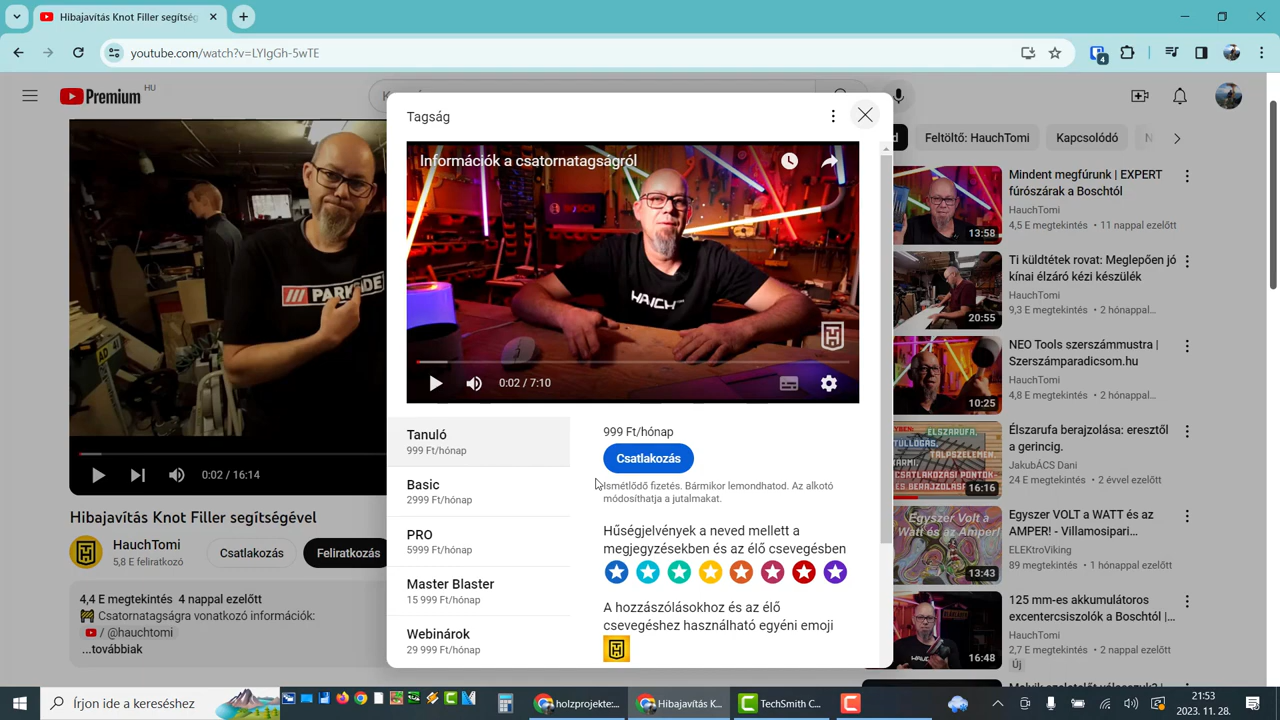 Hibajavítás Knot Filler segítség
youtube.com/watch?v=LYIgGh-5wTE
4
Premium HU
Tagság
Információk a csatornatagságról
0:02 / 7:10
Tanuló
999 Ft/hónap
Basic
2999 Ft/hónap
PRO
5999 Ft/hónap
Master Blaster
15 999 Ft/hónap
Webinárok
29 999 Ft/hónap
999 Ft/hónap
Csatlakozás
Ismétlődő fizetés. Bármikor lemondhatod. Az alkotó
módosíthatja a jutalmakat.
Hűségjelvények a neved mellett a
megjegyzésekben és az élő csevegésben
A hozzászólásokhoz és az élő
csevegéshez használható egyéni emoji
PARKSIDE
0:02 / 16:14
Hibajavítás Knot Filler segítségével
HauchTomi
5,8 E feliratkozó
Csatlakozás
Feliratkozás
4,4 E megtekintés 4 nappal ezelőtt
Csatornatagságra vonatkozó információk:
/ @hauchtomi
...továbbiak
Feltöltő: HauchTomi
Kapcsolódó
Mindent megfúrunk | EXPERT
fúrószárak a Boschtól
HauchTomi
4,5 E megtekintés • 11 nappal ezelőtt
13:58
Ti küldtétek rovat: Meglepően jó
kínai élzáró kézi készülék
HauchTomi
9,3 E megtekintés • 2 hónappal...
20:55
NEO Tools szerszámmustra |
Szerszámparadicsom.hu
HauchTomi
4,8 E megtekintés • 2 hónappal...
10:25
Élszarufa berajzolása: eresztől
a gerincig.
JakubÁCS Dani
24 E megtekintés • 2 évvel ezelőtt
16:16
Egyszer VOLT a WATT és az
AMPER! - Villamosipari...
ELEKtroViking
89 megtekintés • 1 hónappal ezelőtt
Egyszer Volt a
Watt és az Amper!
13:43
125 mm-es akkumulátoros
excentercsiszolók a Boschtól |...
HauchTomi
2,7 E megtekintés • 2 nappal ezelőtt
Új
16:48
Írjon ide a kereséshez
holzprojekte:...
Hibajavítás K...
TechSmith C...
21:53
2023. 11. 28.